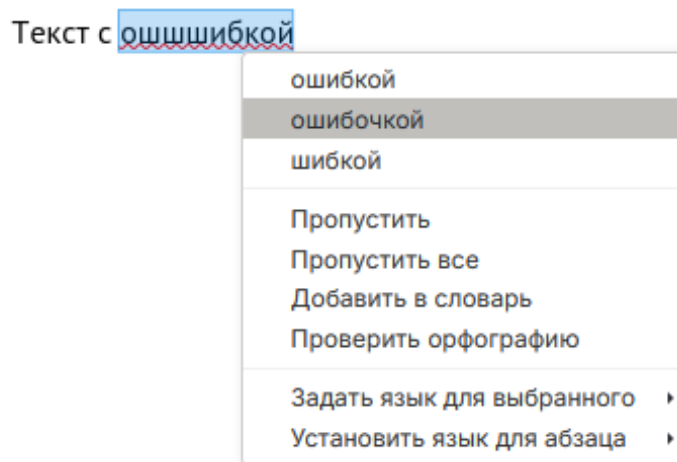 Текст с ошшшибкой
ошибкой
ошибочкой
шибкой
Пропустить
Пропустить все
Добавить в словарь
Проверить орфографию
Задать язык для выбранного
Установить язык для абзаца